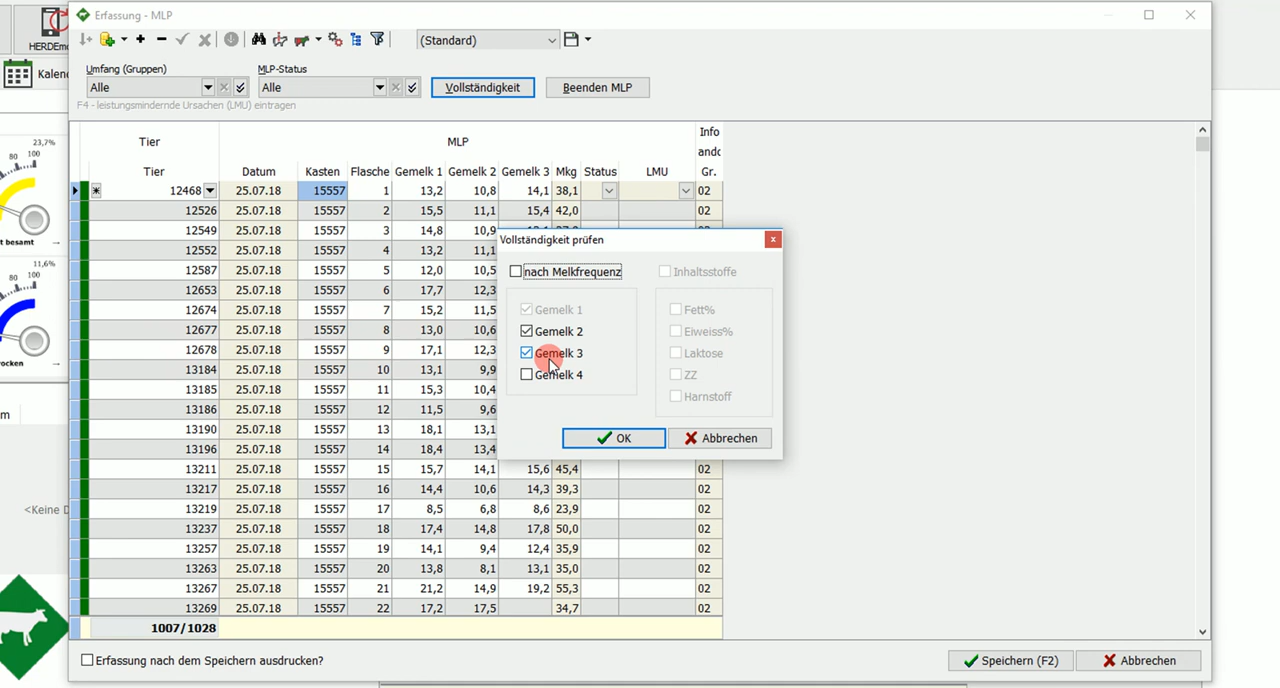 Erfassung - MLP
HERDEm
(Standard)
Kalend
Umfang (Gruppen) MLP-Status
Alle Alle Vollständigkeit Beenden MLP
F4 - leistungsmindernde Ursachen (LMU) eintragen
23,7%
80 100
t besamt
11,6%
80 100
ocken
m
<Keine D
Tier MLP Info
andc
Tier Datum Kasten Flasche Gemelk 1 Gemelk 2 Gemelk 3 Mkg Status LMU Gr.
12468 25.07.18 15557 1 13,2 10,8 14,1 38,1 02
12526 25.07.18 15557 2 15,5 11,1 15,4 42,0 02
12549 25.07.18 15557 3 14,8 10,9 02
12552 25.07.18 15557 4 13,2 11,1
12587 25.07.18 15557 5 12,0 10,5
12653 25.07.18 15557 6 17,7 12,3
12674 25.07.18 15557 7 15,2 11,5
12677 25.07.18 15557 8 13,0 10,6
12678 25.07.18 15557 9 17,1 12,3
13184 25.07.18 15557 10 13,1 9,9
13185 25.07.18 15557 11 15,3 10,4
13186 25.07.18 15557 12 11,5 9,6
13190 25.07.18 15557 13 18,1 13,1
13196 25.07.18 15557 14 18,4 13,4
13211 25.07.18 15557 15 15,7 14,1 15,6 45,4 02
13217 25.07.18 15557 16 14,4 10,6 14,3 39,3 02
13219 25.07.18 15557 17 8,5 6,8 8,6 23,9 02
13237 25.07.18 15557 18 17,4 14,8 17,8 50,0 02
13257 25.07.18 15557 19 14,1 9,4 12,4 35,9 02
13263 25.07.18 15557 20 13,8 8,1 13,1 35,0 02
13267 25.07.18 15557 21 21,2 14,9 19,2 55,3 02
13269 25.07.18 15557 22 17,2 17,5 34,7 02
1007/1028
Vollständigkeit prüfen
nach Melkfrequenz Inhaltsstoffe
Gemelk 1 Fett%
Gemelk 2 Eiweiss%
Gemelk 3 Laktose
Gemelk 4 ZZ
Harnstoff
OK Abbrechen
Erfassung nach dem Speichern ausdrucken? Speichern (F2) Abbrechen